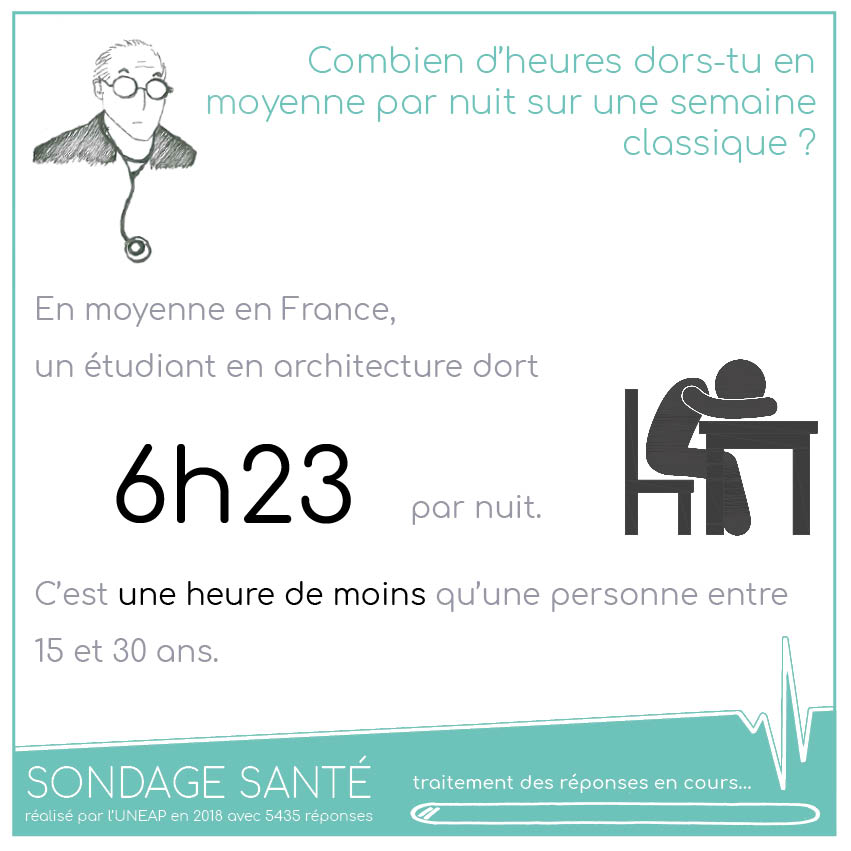 Combien d’heures dors-tu en
moyenne par nuit sur une semaine
classique ?
En moyenne en France,
un étudiant en architecture dort
6h23 par nuit.
C’est une heure de moins qu’une personne entre
15 et 30 ans.
SONDAGE SANTÉ
réalisé par l’UNEAP en 2018 avec 5435 réponses
traitement des réponses en cours...